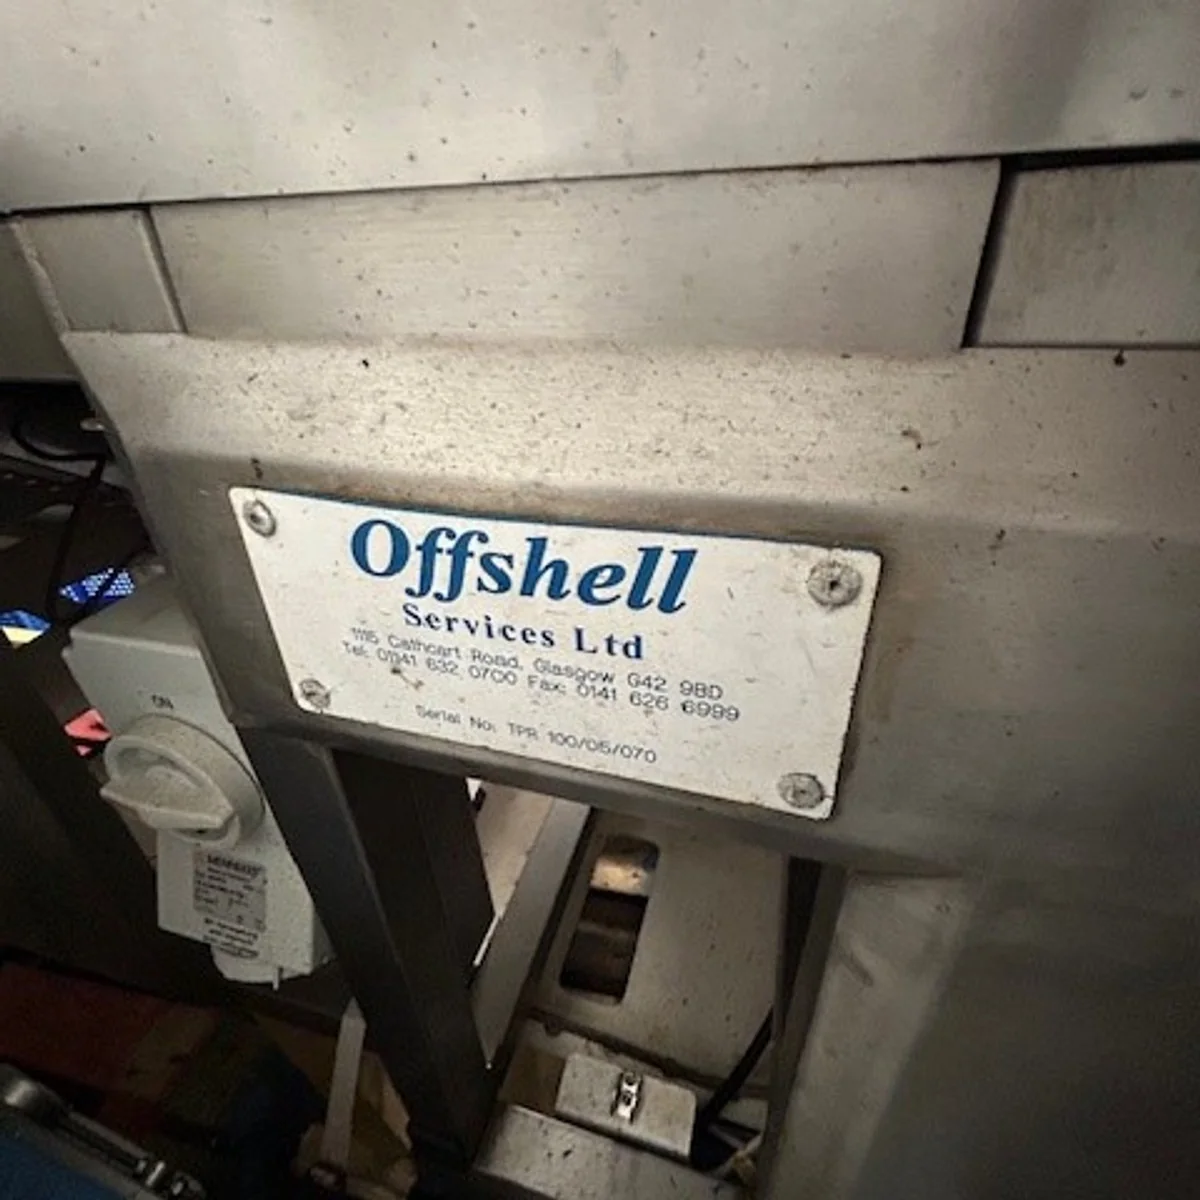 Offshell
Services Ltd
1115 Cathcart Road, Glasgow G42 9BD
Tel: 0141 632 0700 Fax: 0141 626 6999
Serial No: TPR 100/05/070
ON